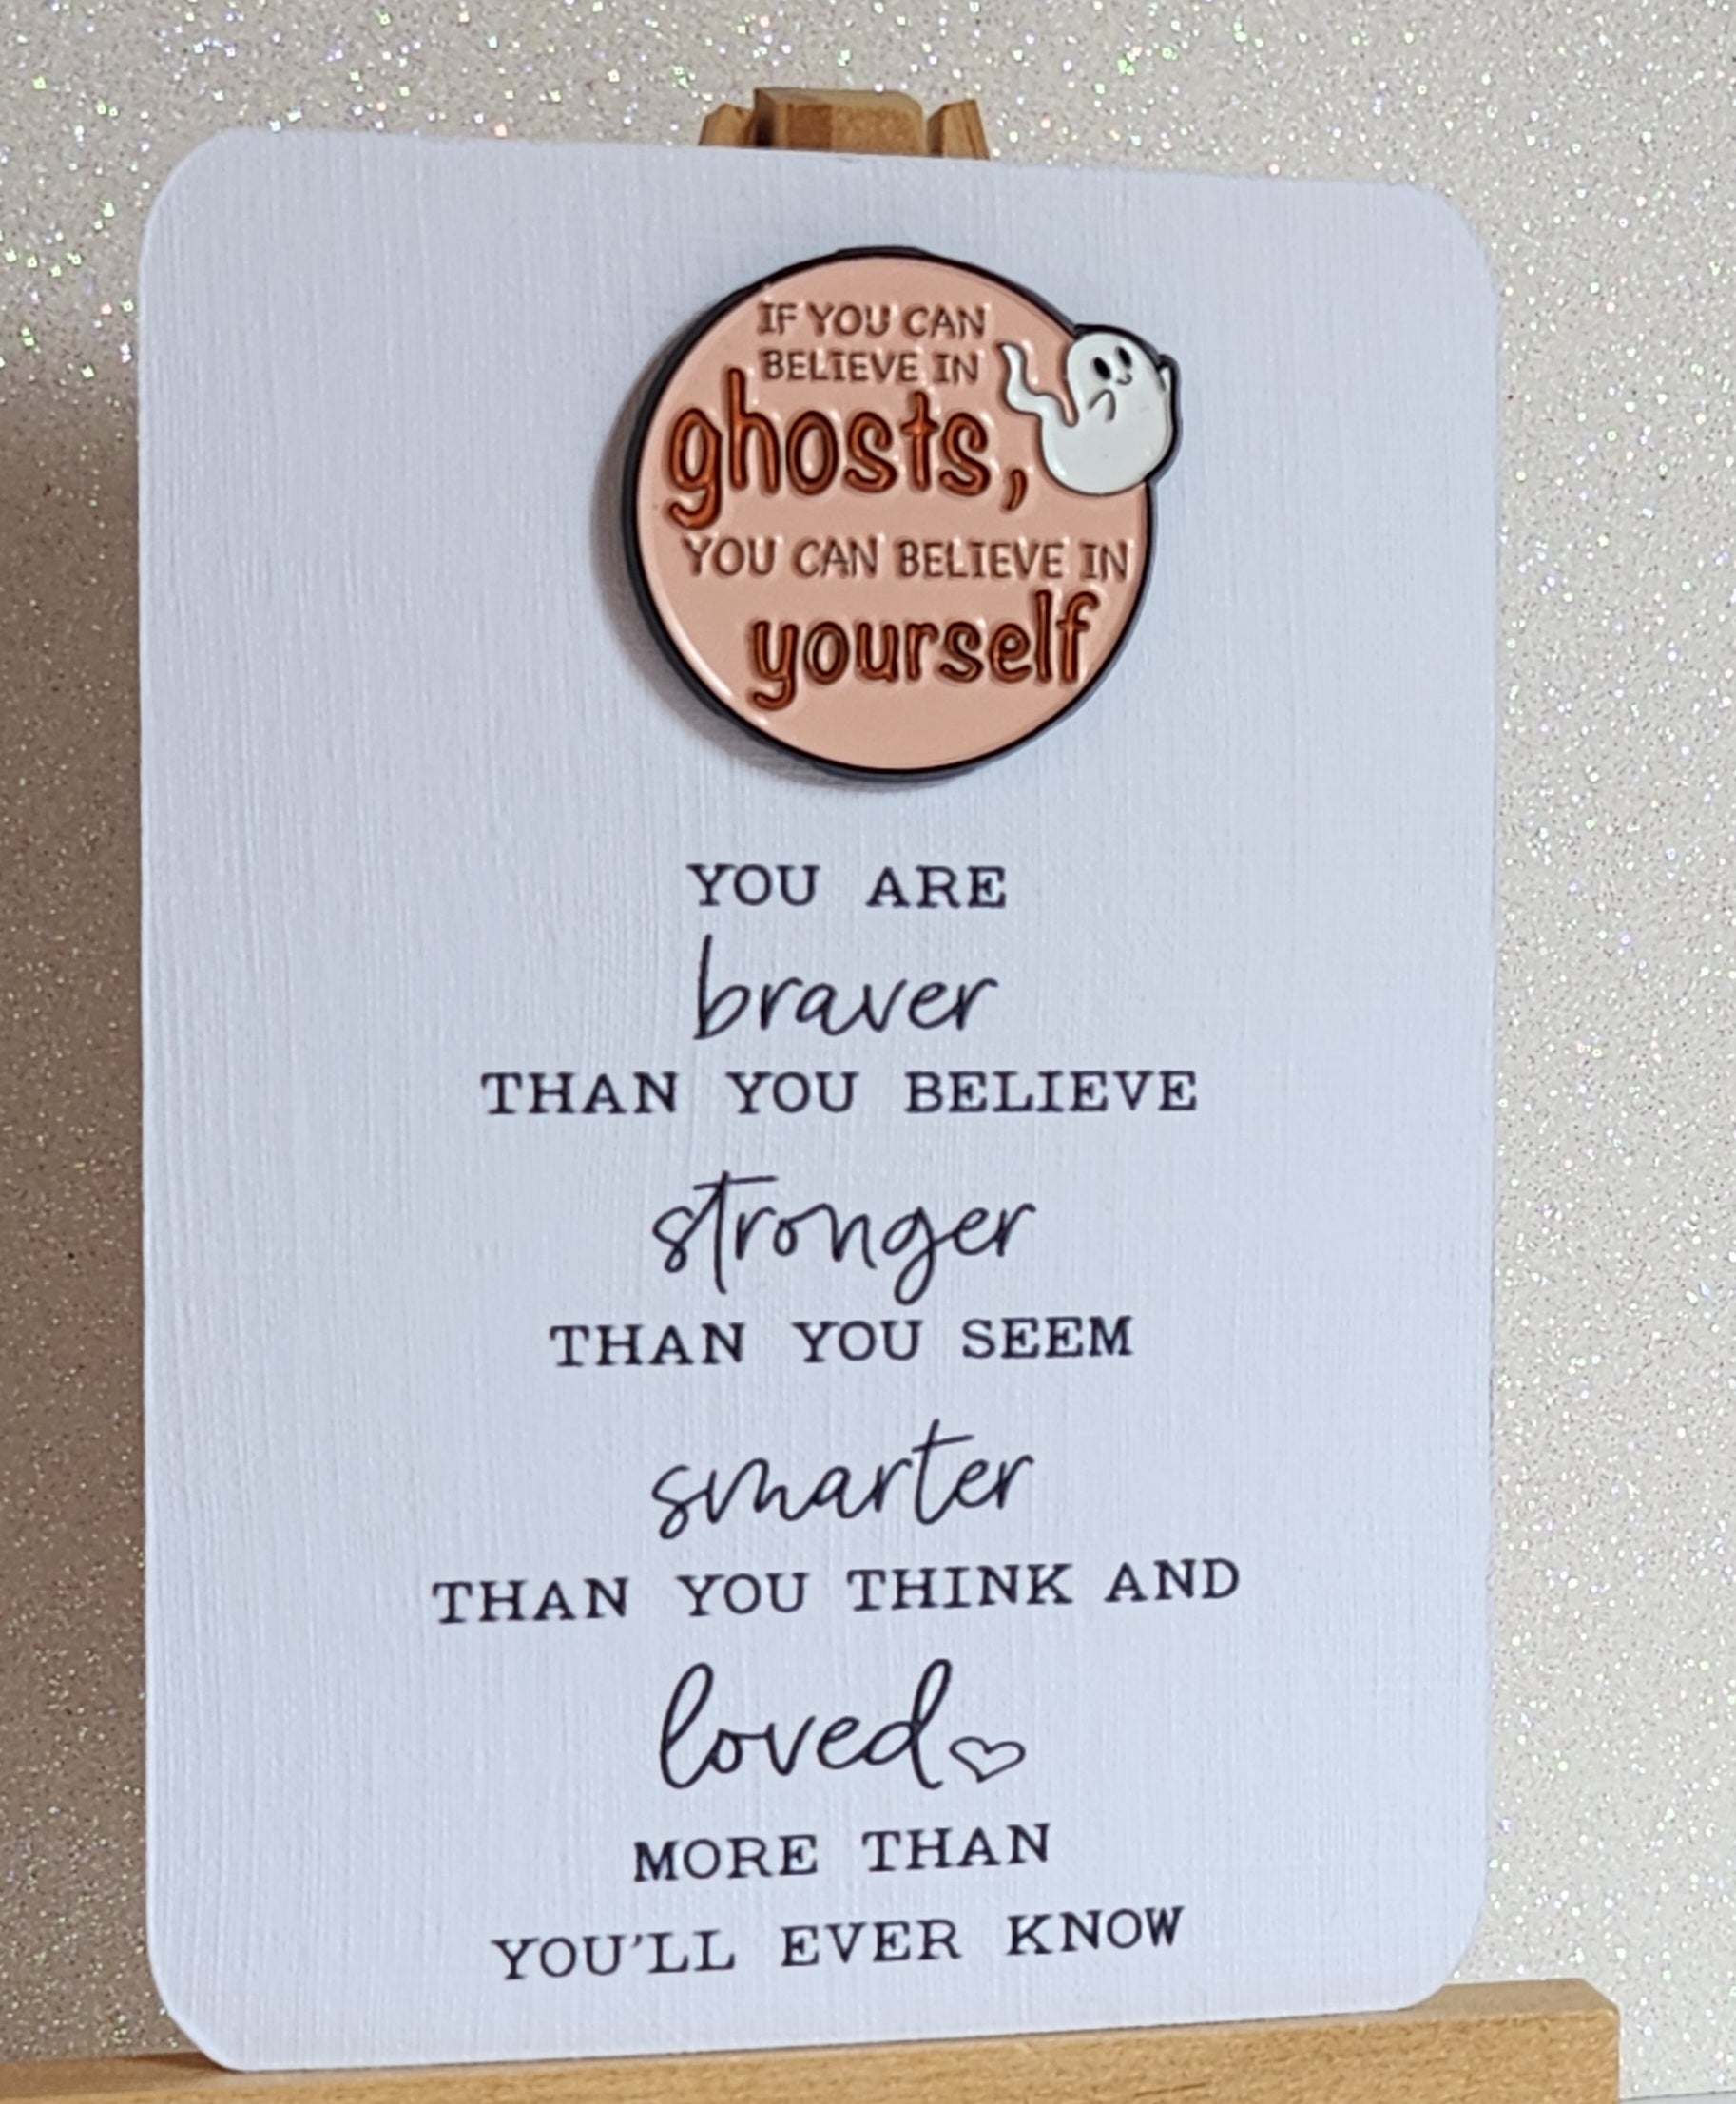 IF YOU CAN
BELIEVE IN
ghosts,
YOU CAN BELIEVE IN
yourself
YOU ARE
braver
THAN YOU BELIEVE
stronger
THAN YOU SEEM
smarter
THAN YOU THINK AND
loved
MORE THAN
YOU'LL EVER KNOW